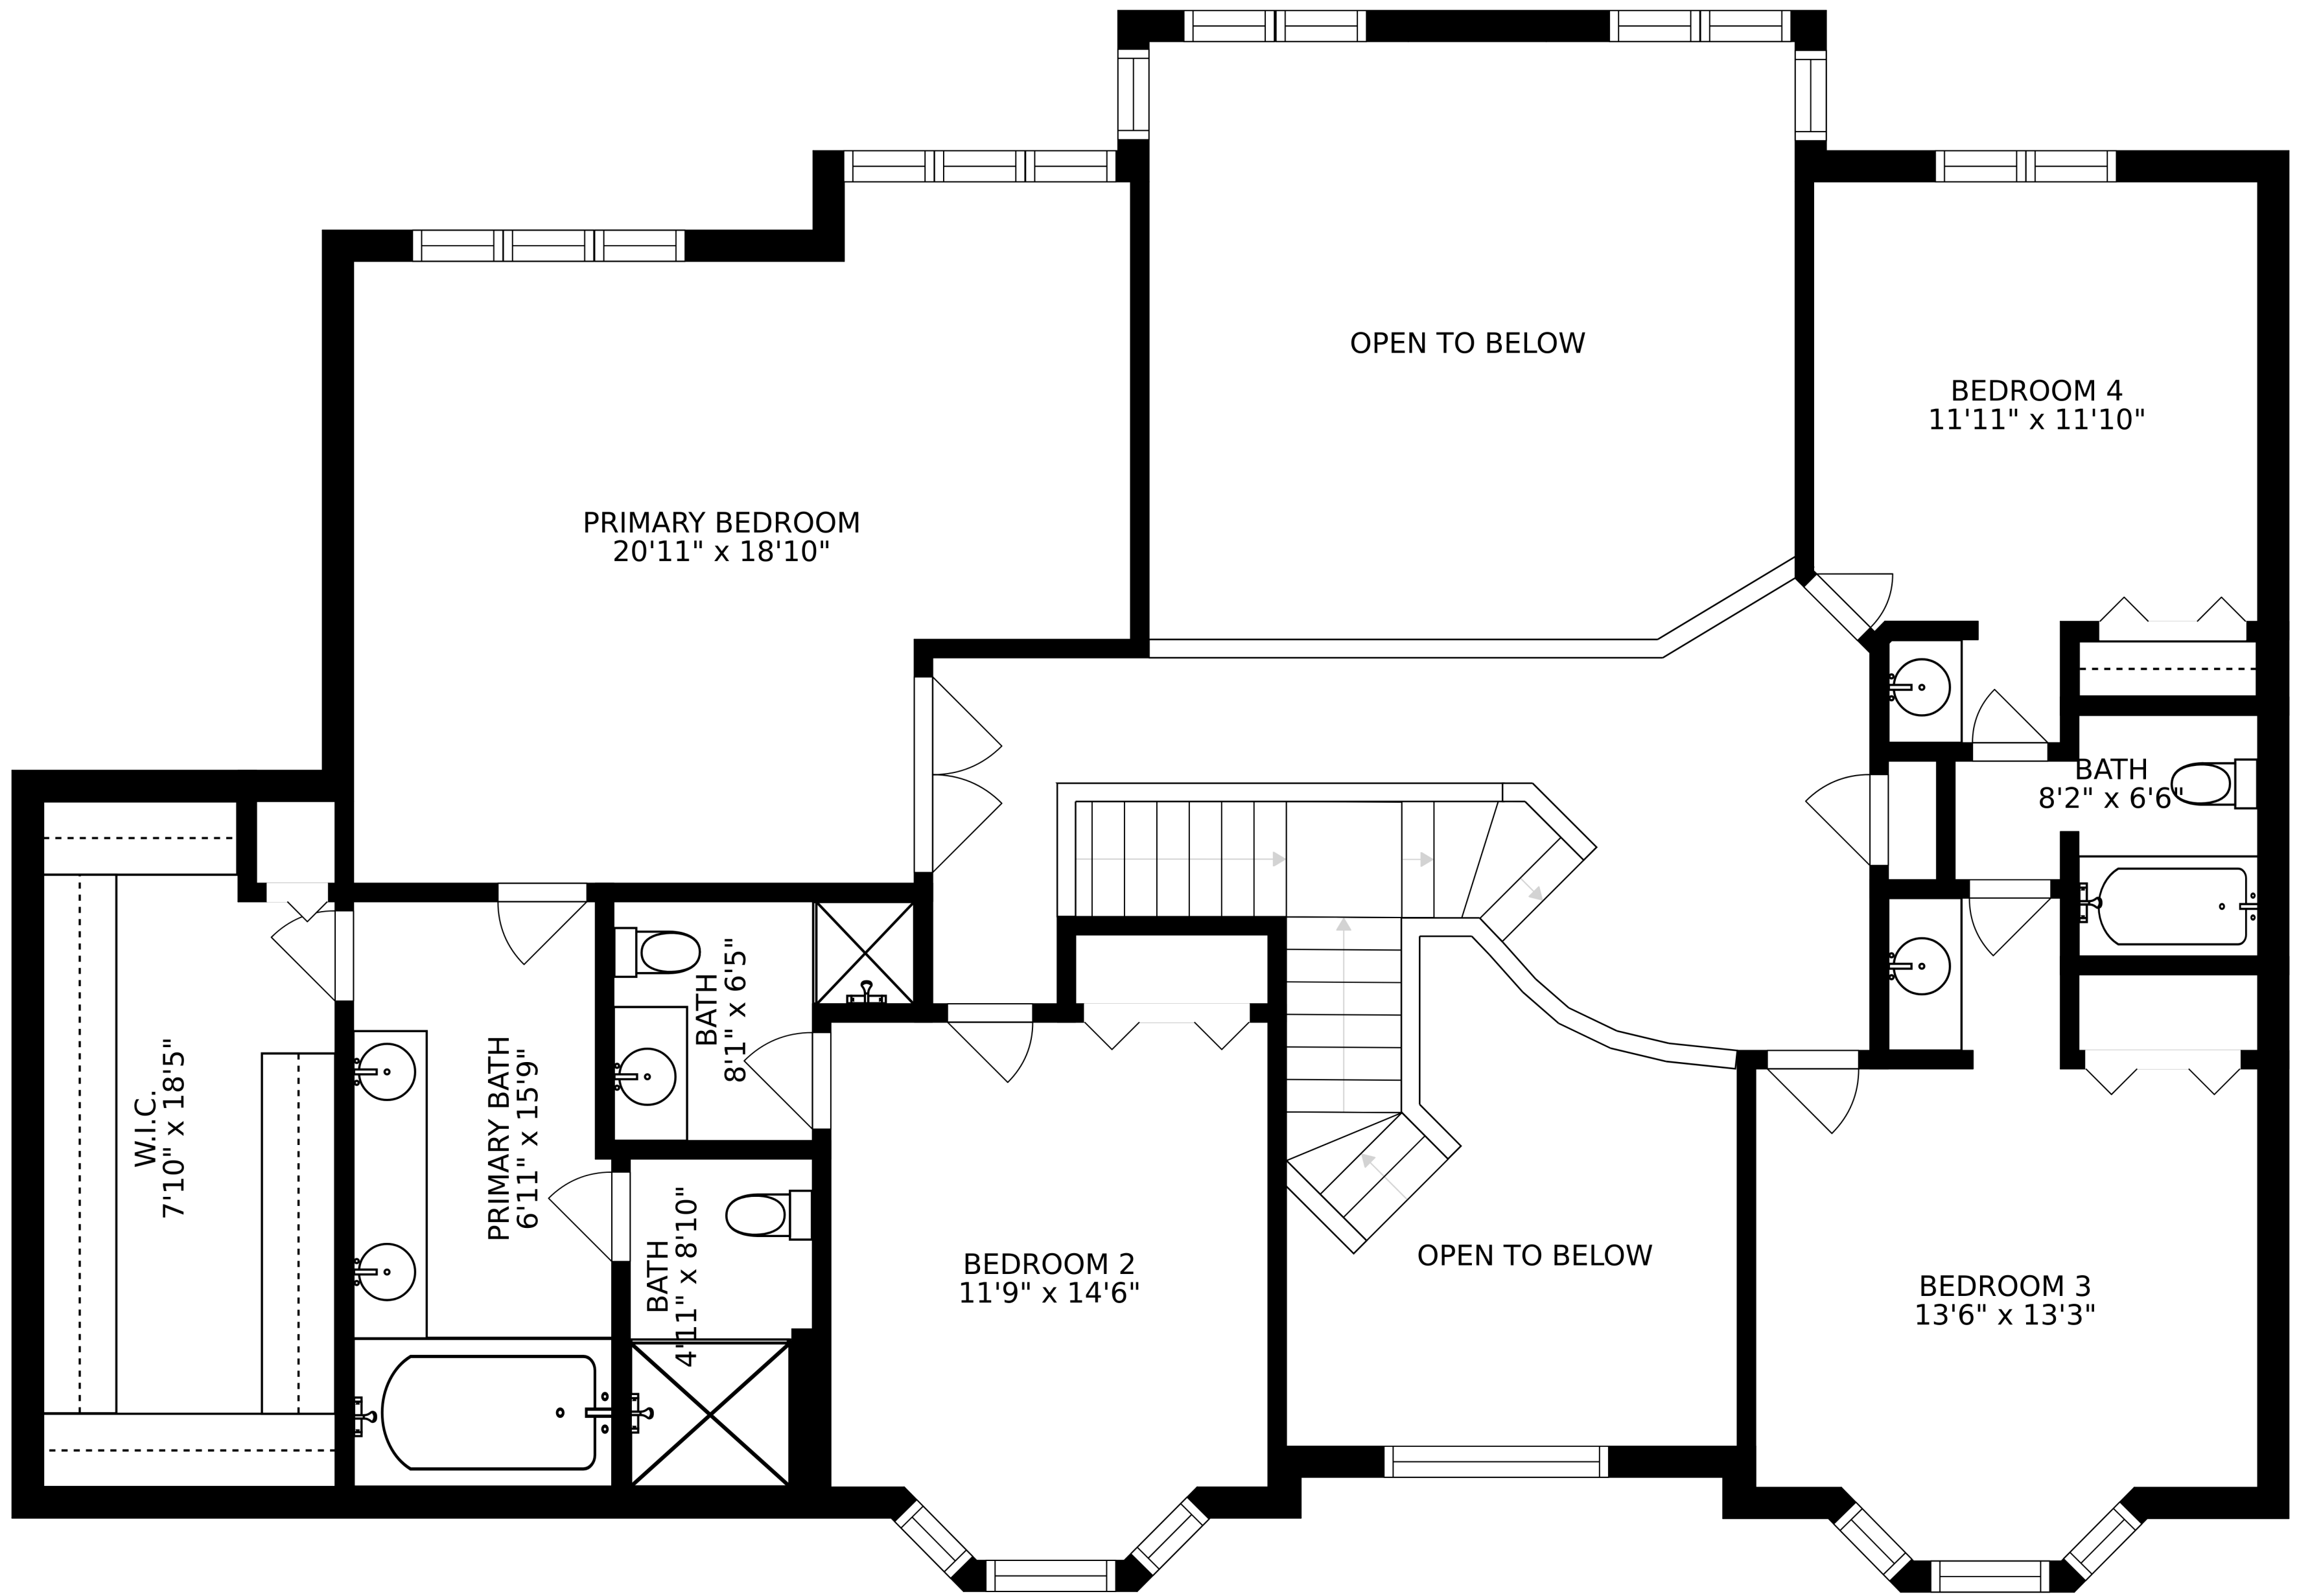 OPEN TO BELOW
BEDROOM 4
11'11" x 11'10"
PRIMARY BEDROOM
20'11" x 18'10"
BATH
8'2" x 6'6"
BATH
8'1" x 6'5"
W.I.C.
7'10" x 18'5"
PRIMARY BATH
6'11" x 15'9"
BATH
4'11" x 8'10"
BEDROOM 2
11'9" x 14'6"
OPEN TO BELOW
BEDROOM 3
13'6" x 13'3"